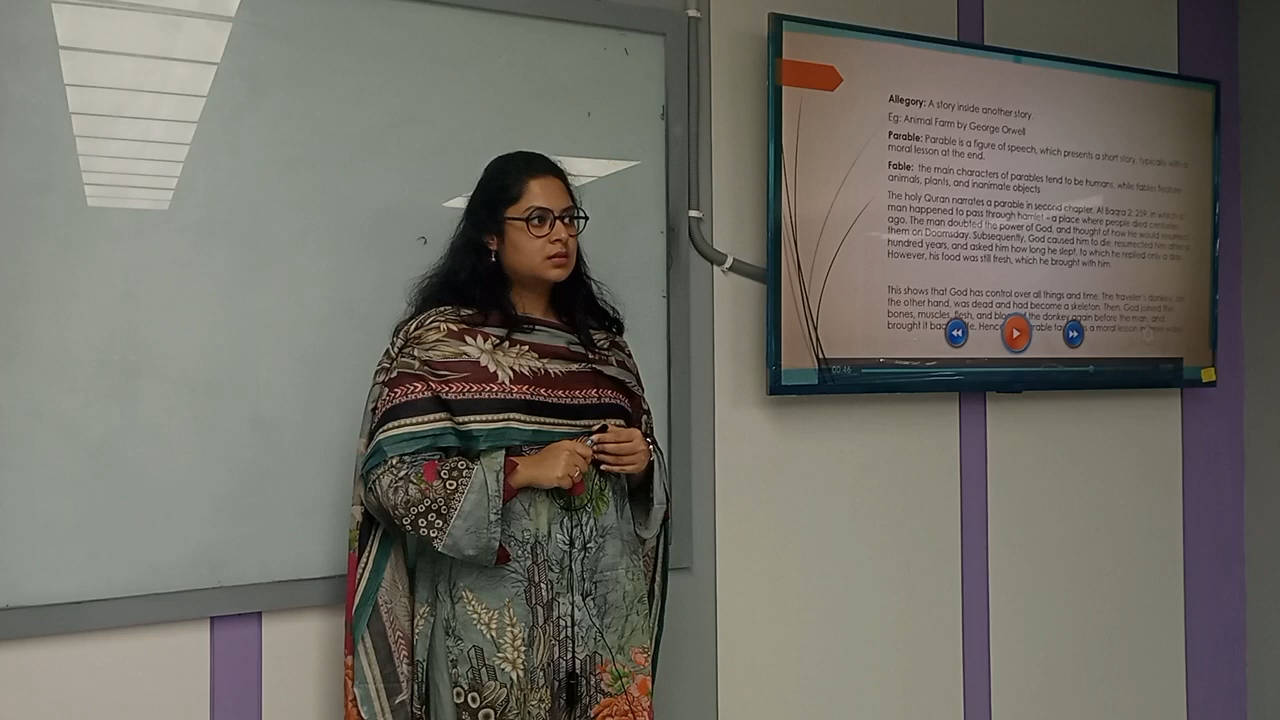 Allegory: A story inside another story.
Eg: Animal Farm by George Orwell
Parable: Parable is a figure of speech, which presents a short story, typically with a
moral lesson at the end.
Fable: the main characters of parables tend to be humans, while fables feature
animals, plants, and inanimate objects
The holy Quran narrates a parable in second chapter, Al Baqra 2: 259, in which a
man happened to pass through hamlet – a place where people died centuries
ago. The man doubted the power of God, and thought of how he would resurrect
them on Doomsday. Subsequently, God caused him to die, resurrected him after a
hundred years, and asked him how long he slept, to which he replied only a day.
However, his food was still fresh, which he brought with him.
This shows that God has control over all things and time. The traveler's donkey, on
the other hand, was dead and had become a skeleton. Then, God joined the
bones, muscles, flesh, and of the donkey again before the man, and
brought it a moral lesson
00:46